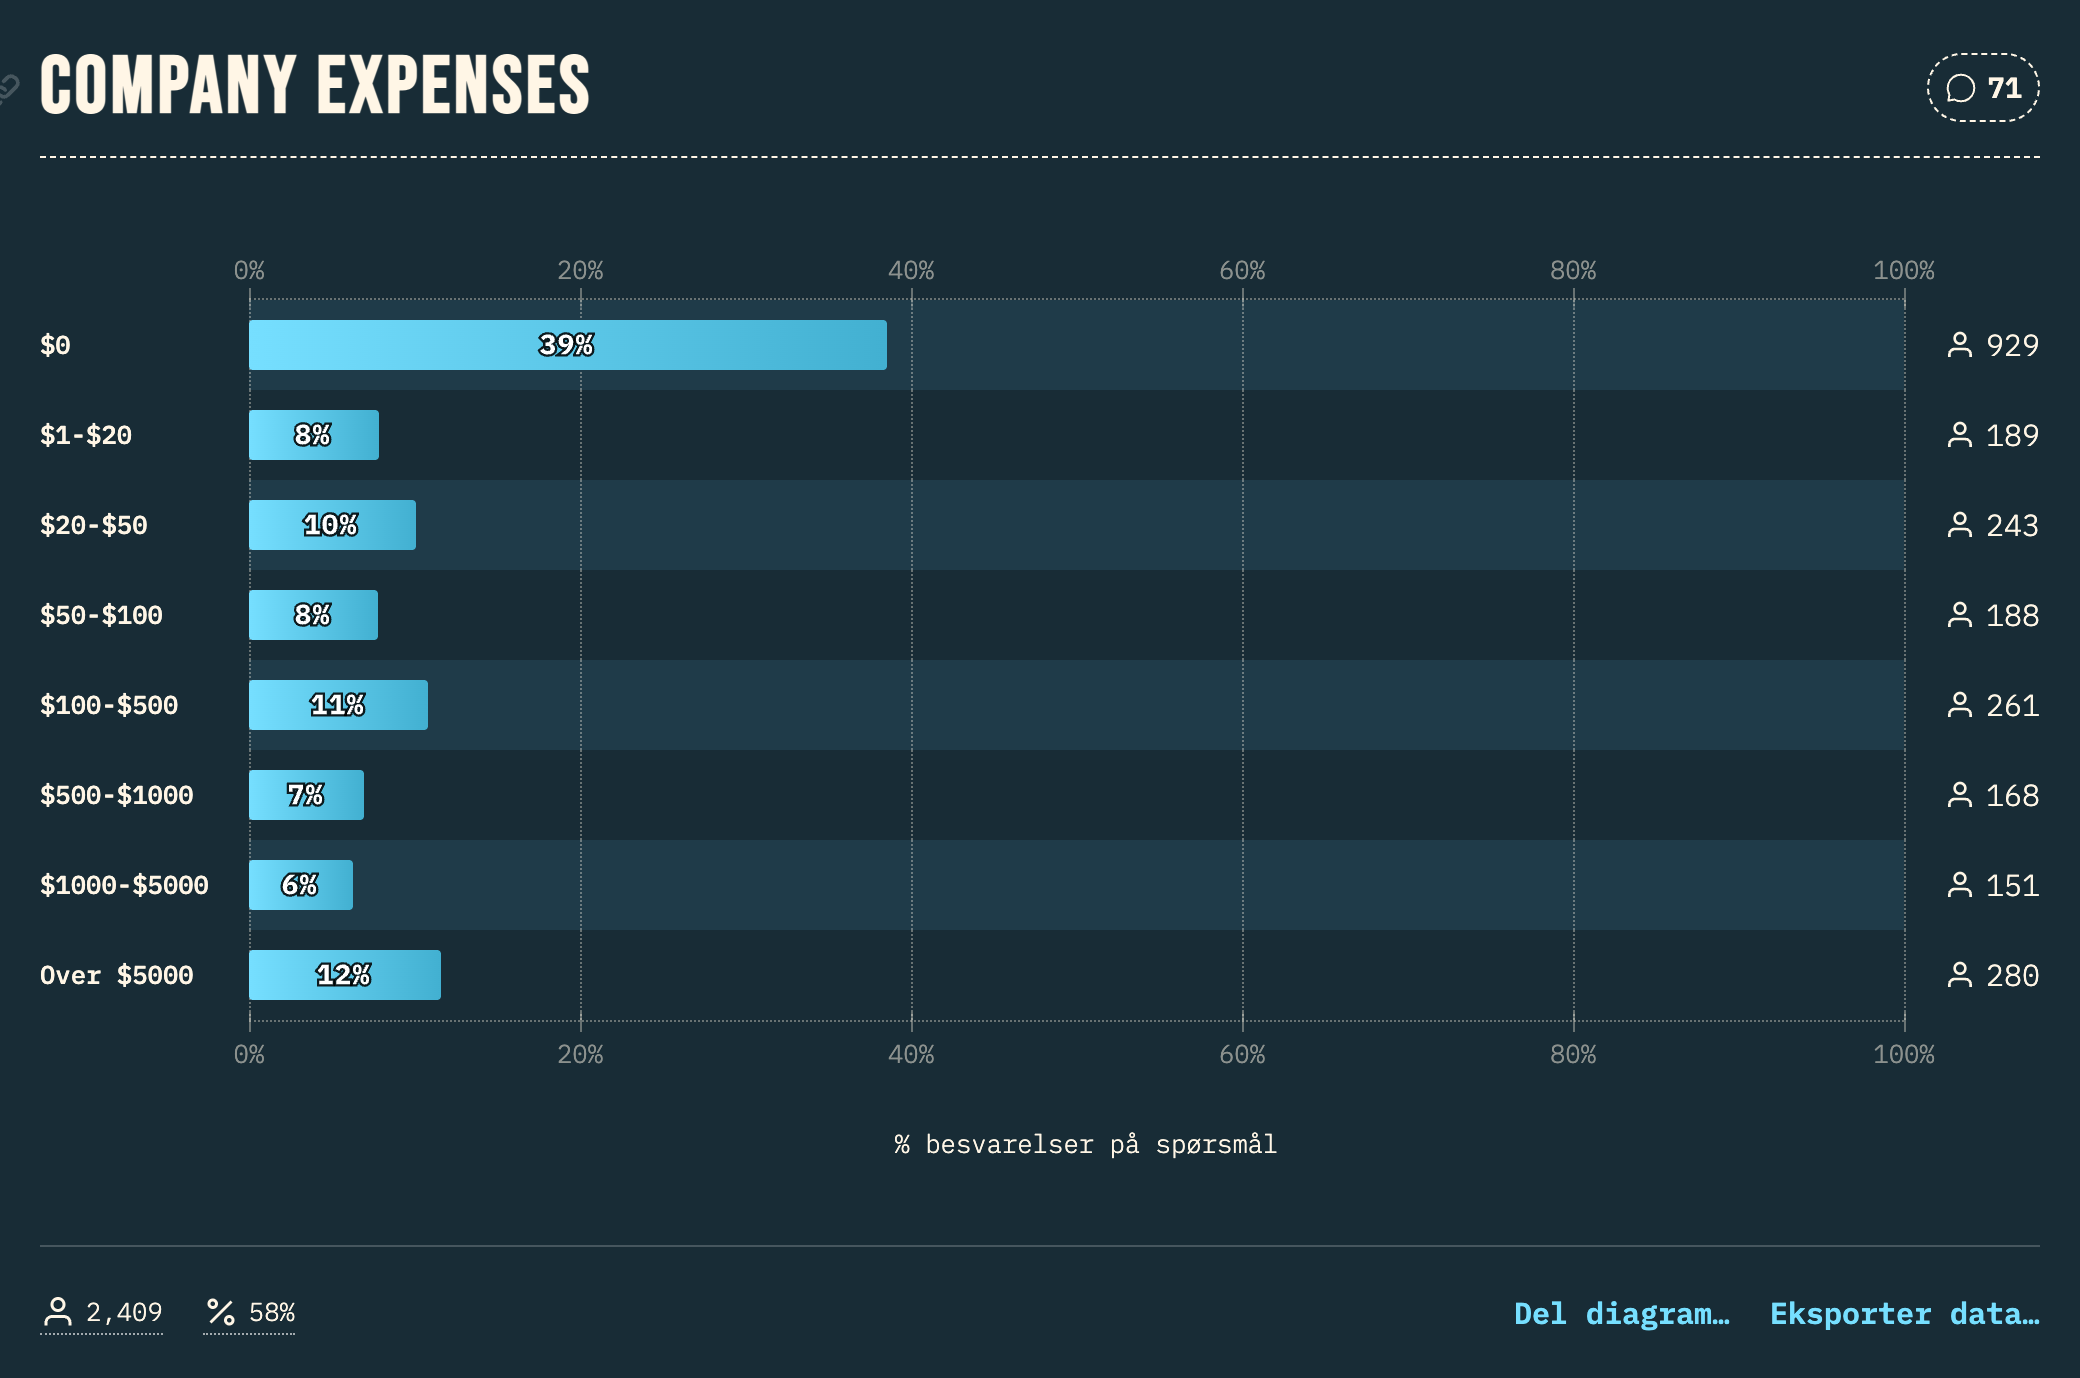 COMPANY EXPENSES
71
0% 20% 40% 60% 80% 100%
$0 39% 929
$1-$20 8% 189
$20-$50 10% 243
$50-$100 8% 188
$100-$500 11% 261
$500-$1000 7% 168
$1000-$5000 6% 151
Over $5000 12% 280
0% 20% 40% 60% 80% 100%
% besvarelser på spørsmål
2,409 58% Del diagram… Eksporter data…